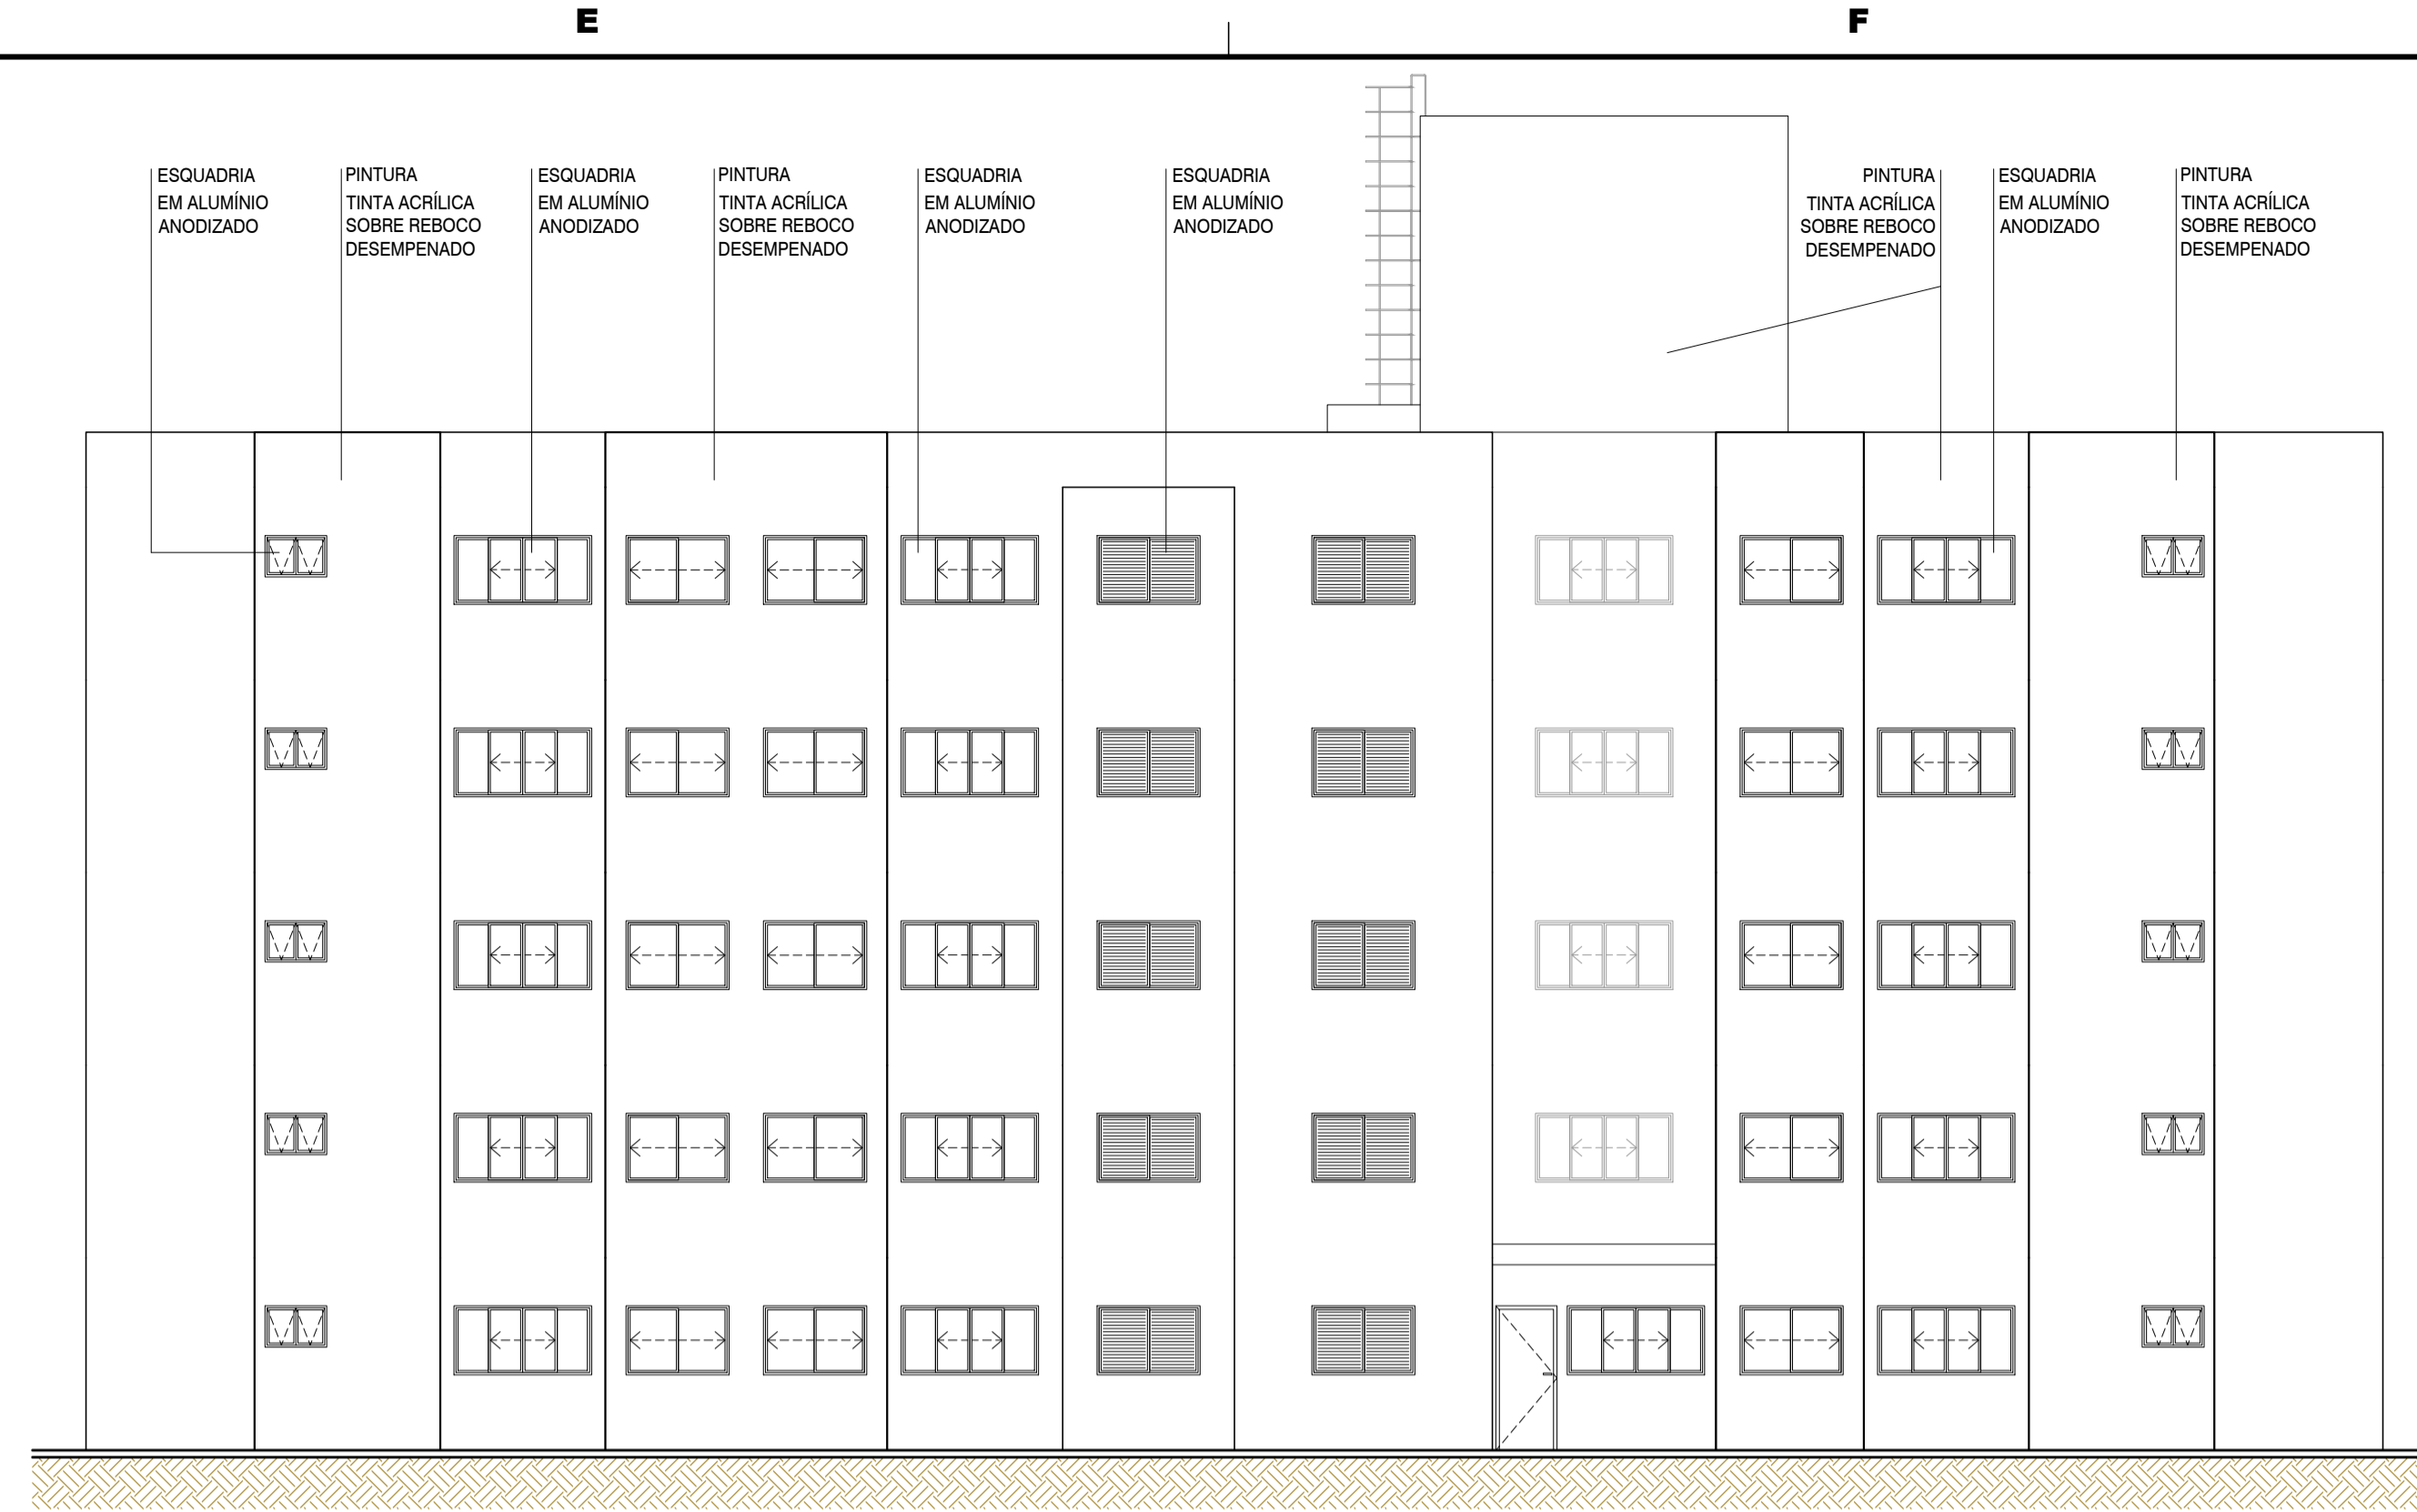 E
F
ESQUADRIA
EM ALUMÍNIO
ANODIZADO
PINTURA
TINTA ACRÍLICA
SOBRE REBOCO
DESEMPENADO
ESQUADRIA
EM ALUMÍNIO
ANODIZADO
PINTURA
TINTA ACRÍLICA
SOBRE REBOCO
DESEMPENADO
ESQUADRIA
EM ALUMÍNIO
ANODIZADO
ESQUADRIA
EM ALUMÍNIO
ANODIZADO
PINTURA
TINTA ACRÍLICA
SOBRE REBOCO
DESEMPENADO
ESQUADRIA
EM ALUMÍNIO
ANODIZADO
PINTURA
TINTA ACRÍLICA
SOBRE REBOCO
DESEMPENADO